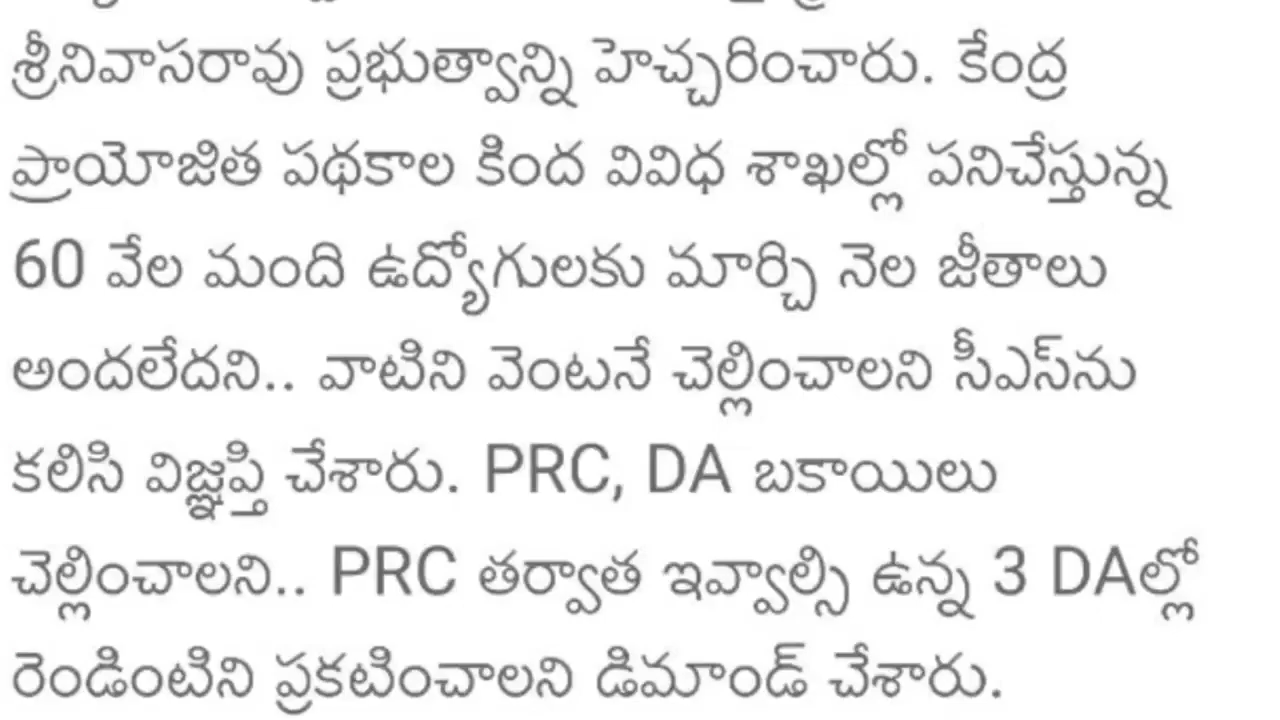 శ్రీనివాసరావు ప్రభుత్వాన్ని హెచ్చరించారు. కేంద్ర
ప్రాయోజిత పథకాల కింద వివిధ శాఖల్లో పనిచేస్తున్న
60 వేల మంది ఉద్యోగులకు మార్చి నెల జీతాలు
అందలేదని.. వాటిని వెంటనే చెల్లించాలని సీఎస్‌ను
కలిసి విజ్ఞప్తి చేశారు. PRC, DA బకాయిలు
చెల్లించాలని.. PRC తర్వాత ఇవ్వాల్సి ఉన్న 3 DAల్లో
రెండింటిని ప్రకటించాలని డిమాండ్ చేశారు.